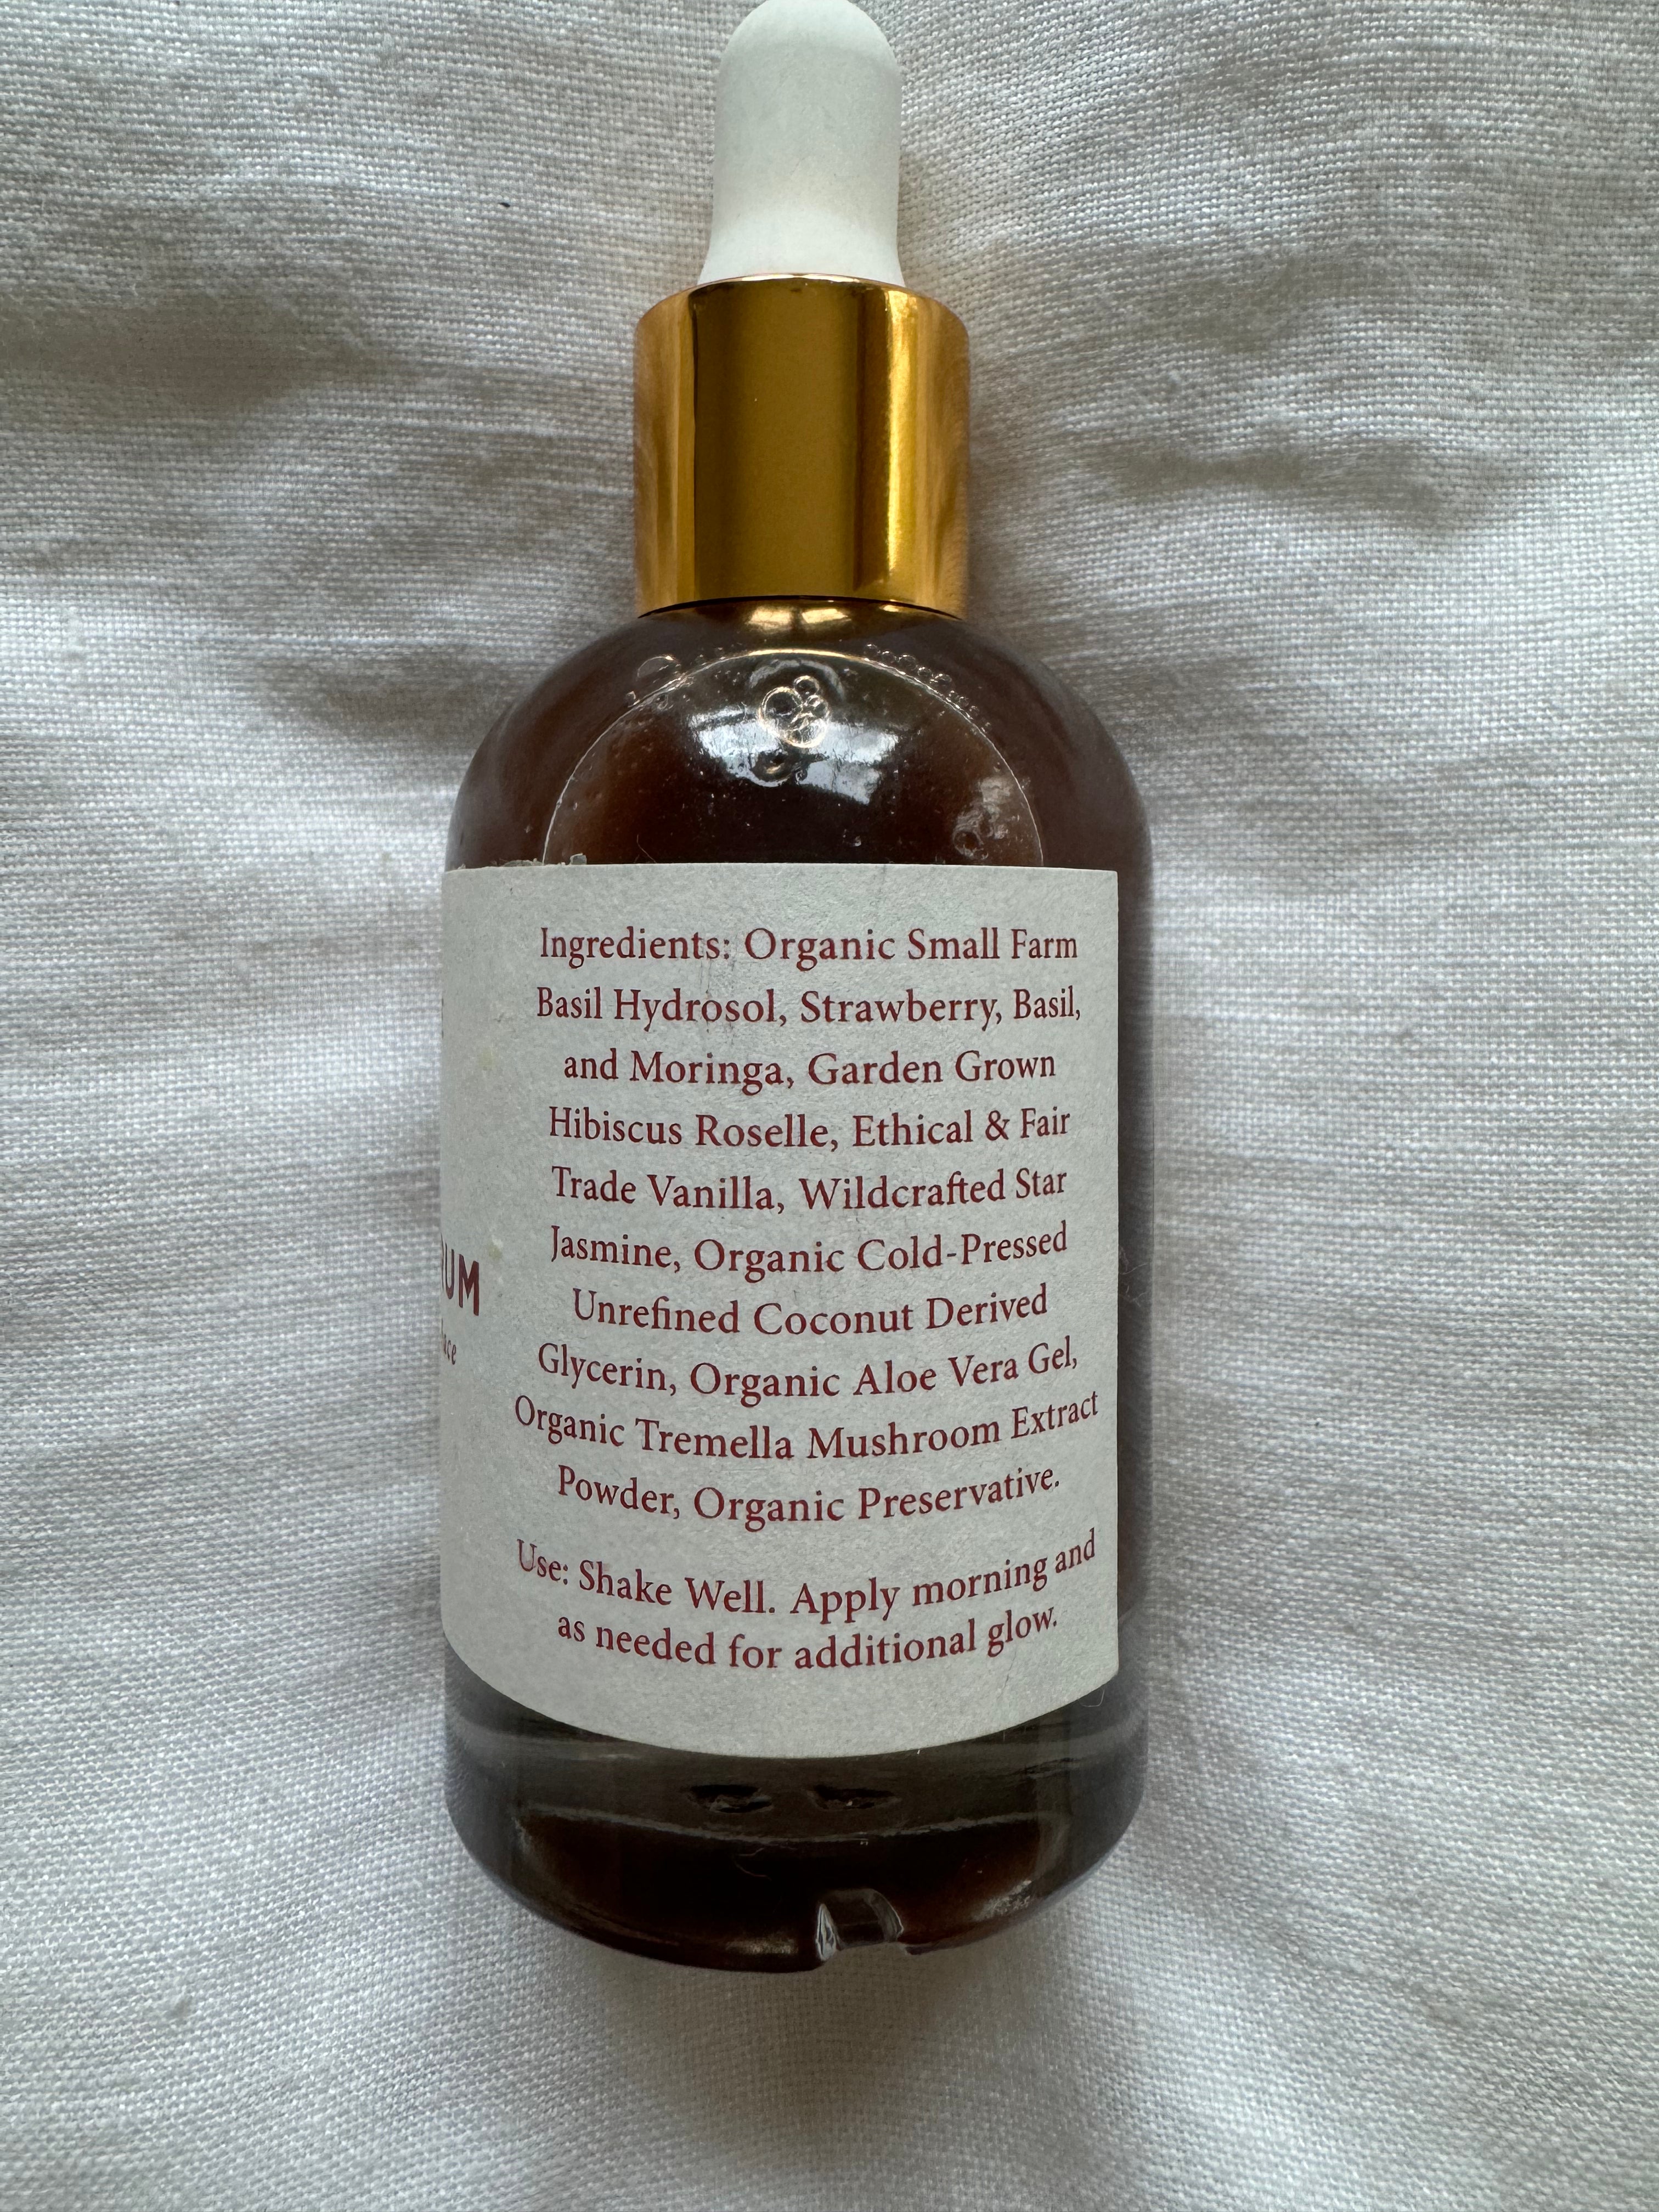 Ingredients: Organic Small Farm
Basil Hydrosol, Strawberry, Basil,
and Moringa, Garden Grown
Hibiscus Roselle, Ethical & Fair
Trade Vanilla, Wildcrafted Star
Jasmine, Organic Cold-Pressed
Unrefined Coconut Derived
Glycerin, Organic Aloe Vera Gel,
Organic Tremella Mushroom Extract
Powder, Organic Preservative.
Use: Shake Well. Apply morning and
as needed for additional glow.